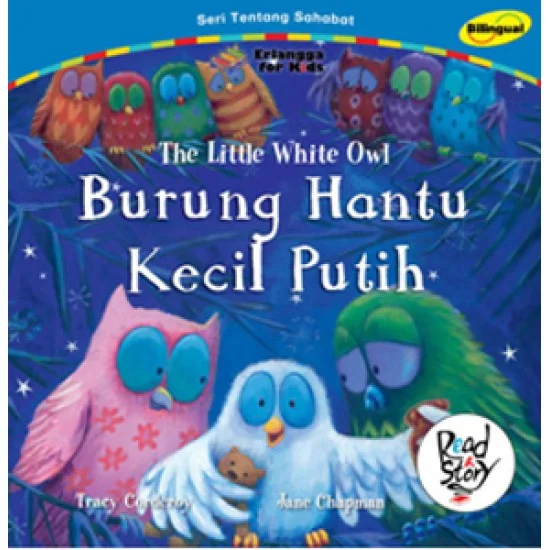 Seri Tentang Sahabat
Bilingual
Erlangga
for Kids
The Little White Owl
Burung Hantu
Kecil Putih
Read
&
Story
Tracy Corderoy
Jane Chapman